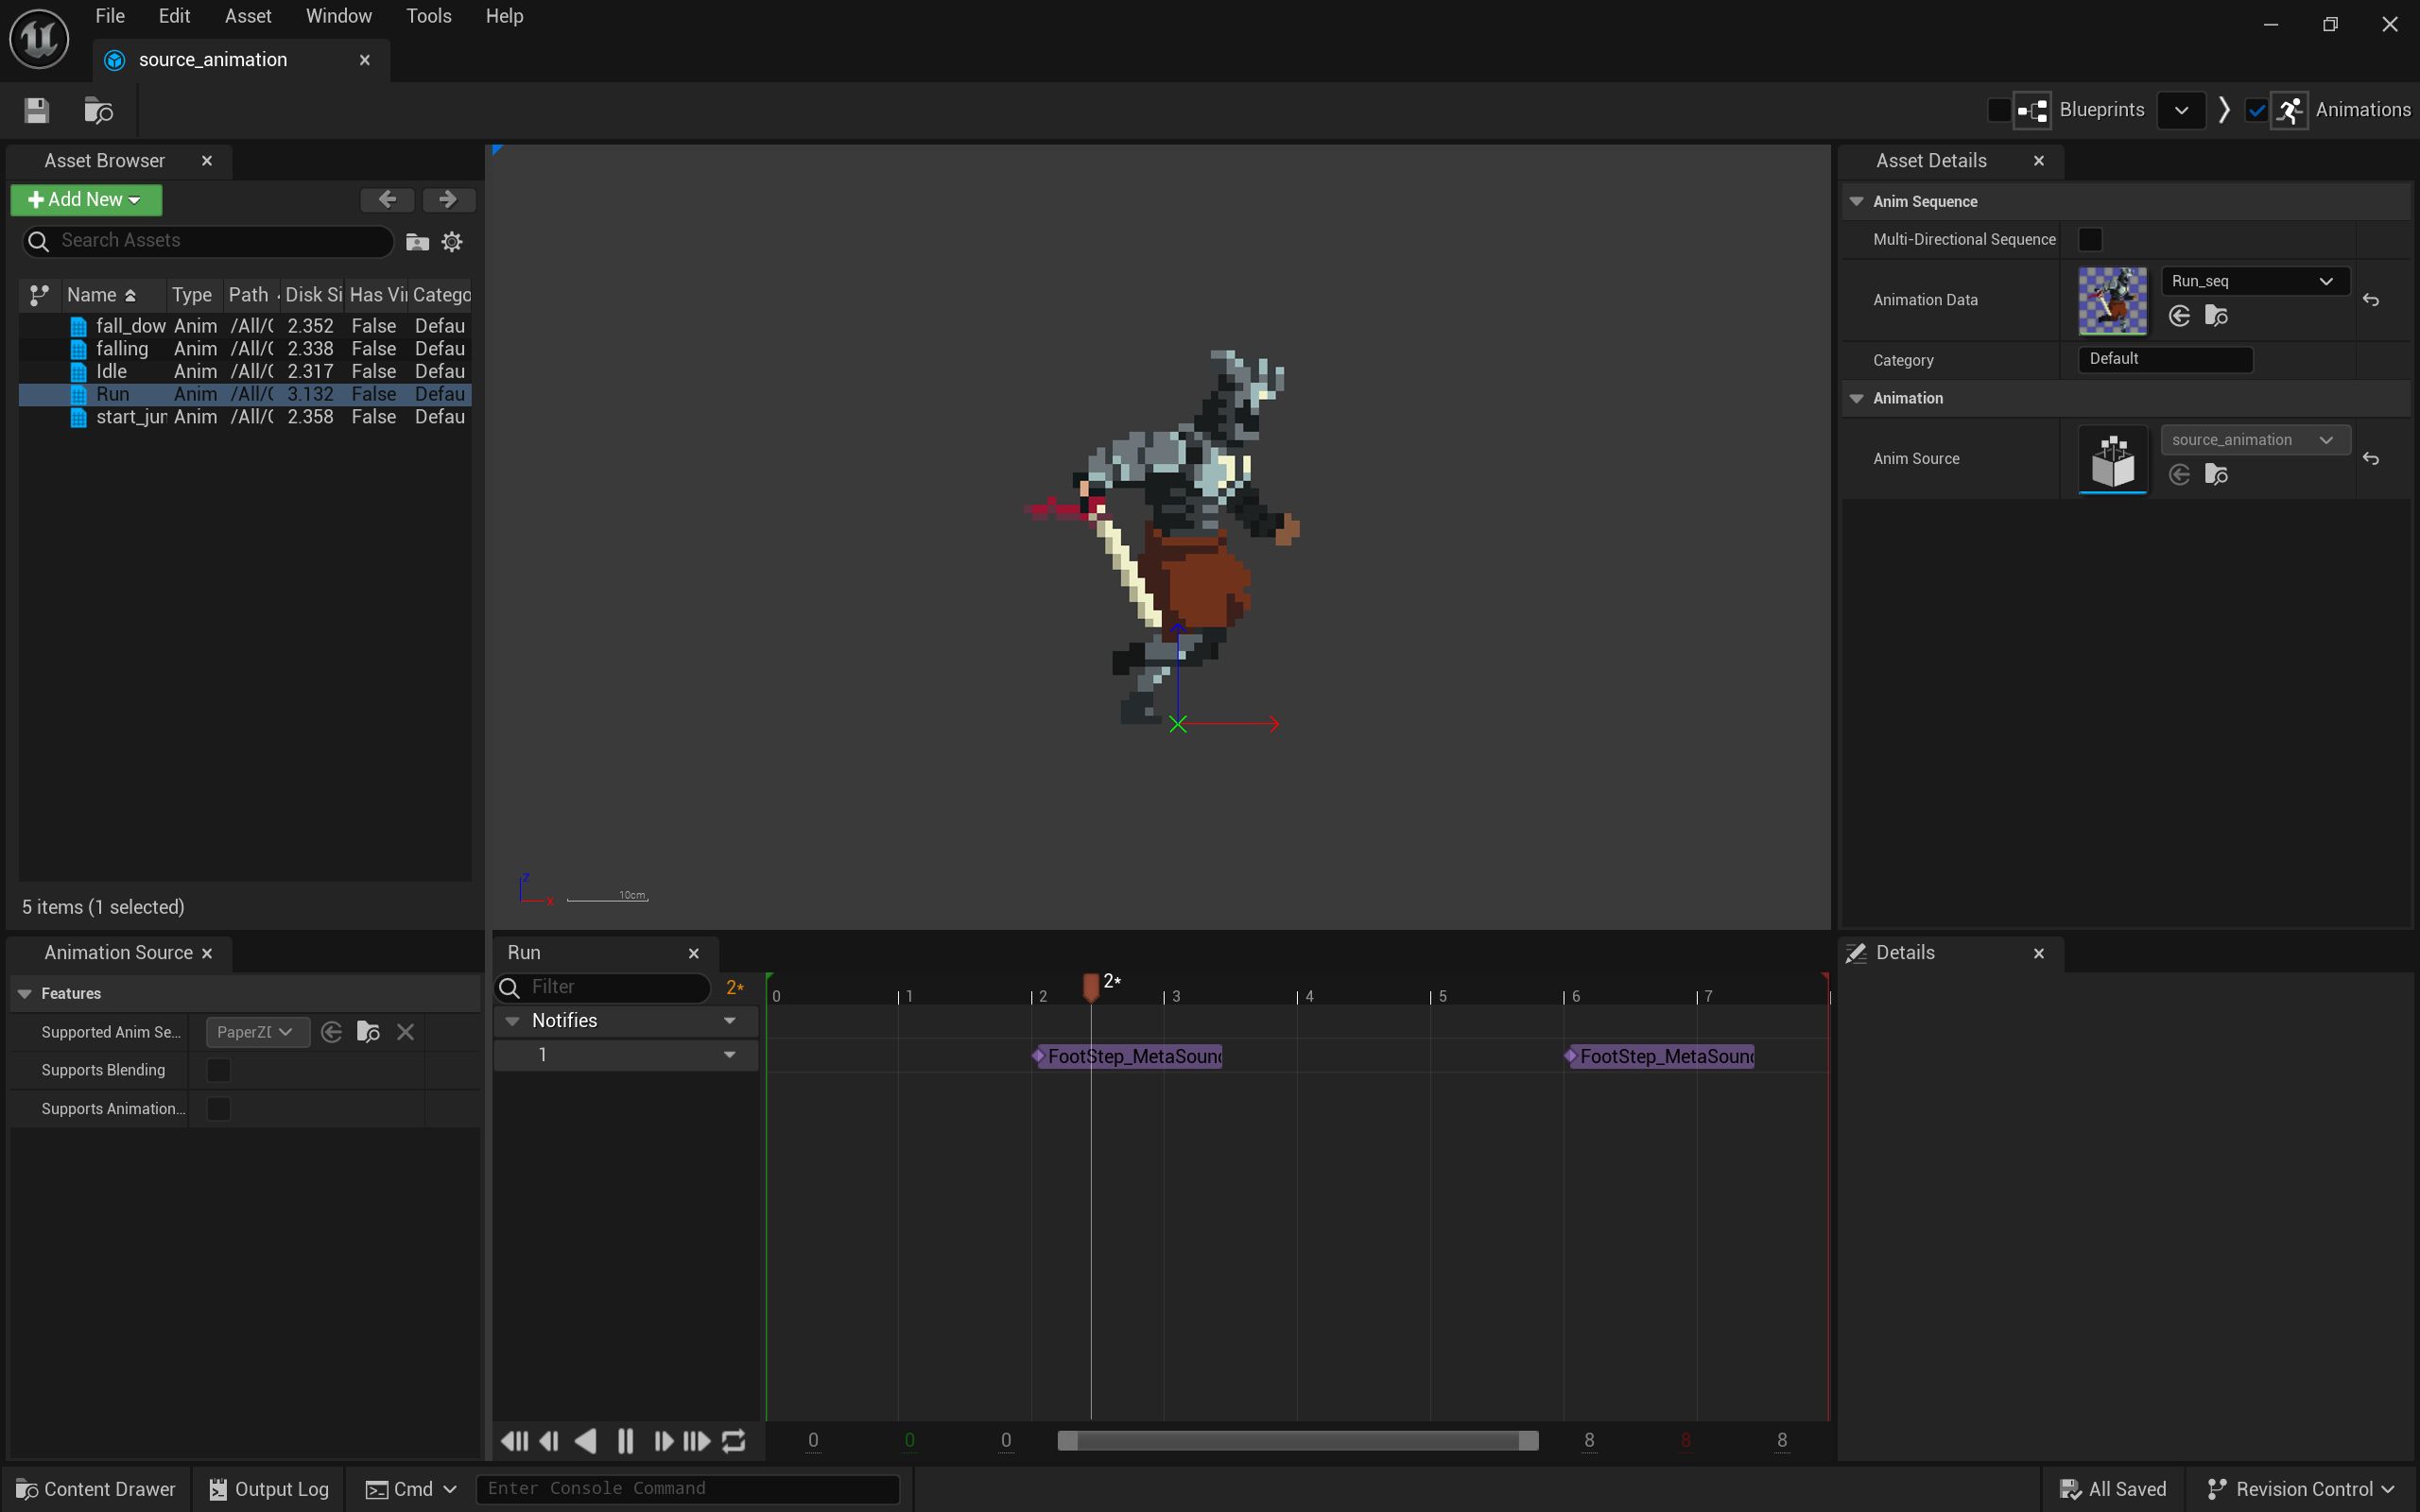 File Edit Asset Window Tools Help
source_animation
Blueprints Animations
Asset Browser
Add New
Search Assets
Name Type Path Disk Si Has Vi Catego
fall_dow Anim /All/( 2.352 False Defau
falling Anim /All/( 2.338 False Defau
Idle Anim /All/( 2.317 False Defau
Run Anim /All/( 3.132 False Defau
start_jur Anim /All/( 2.358 False Defau
5 items (1 selected)
z
x 10cm
Asset Details
Anim Sequence
Multi-Directional Sequence
Animation Data Run_seq
Category Default
Animation
Anim Source source_animation
Animation Source
Features
Supported Anim Se... PaperZD
Supports Blending
Supports Animation...
Run
Filter 2*
2*
0 1 2 3 4 5 6 7
Notifies
1
FootStep_MetaSound FootStep_MetaSound
0 0 0 8 8 8
Details
Content Drawer Output Log Cmd Enter Console Command All Saved Revision Control